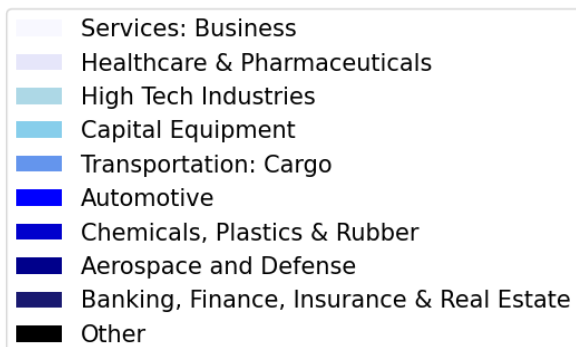 Services: Business
Healthcare & Pharmaceuticals
High Tech Industries
Capital Equipment
Transportation: Cargo
Automotive
Chemicals, Plastics & Rubber
Aerospace and Defense
Banking, Finance, Insurance & Real Estate
Other